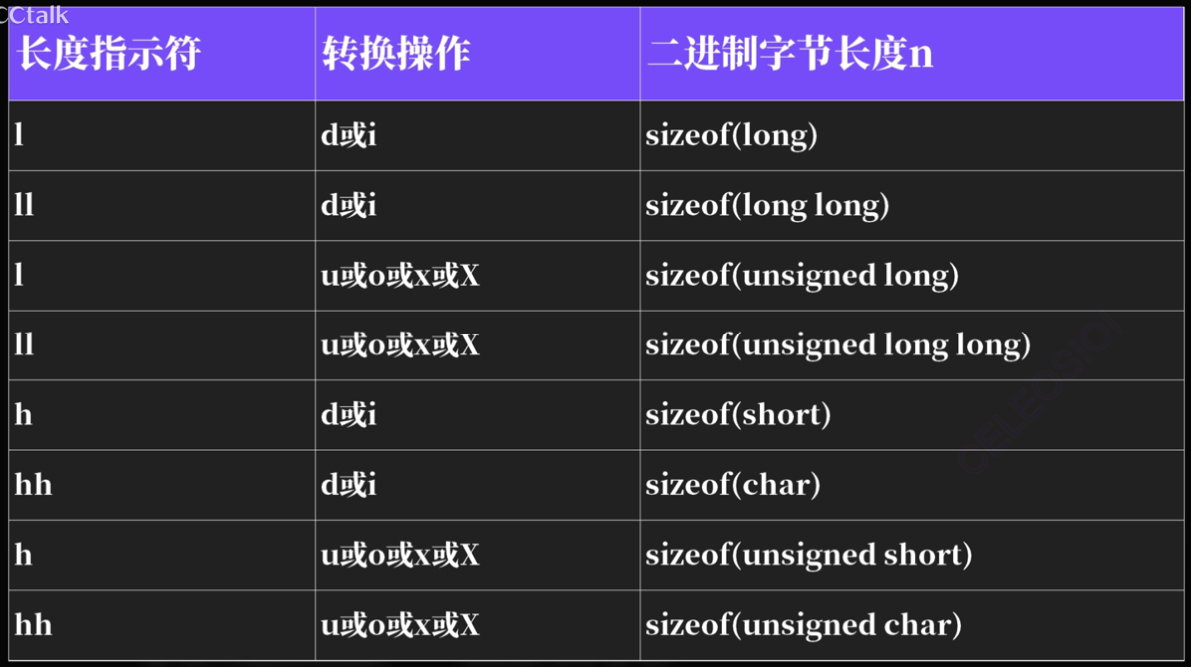 CCtalk
长度指示符 转换操作 二进制字节长度n
l d或i sizeof(long)
ll d或i sizeof(long long)
l u或o或x或X sizeof(unsigned long)
ll u或o或x或X sizeof(unsigned long long)
h d或i sizeof(short)
hh d或i sizeof(char)
h u或o或x或X sizeof(unsigned short)
hh u或o或x或X sizeof(unsigned char)